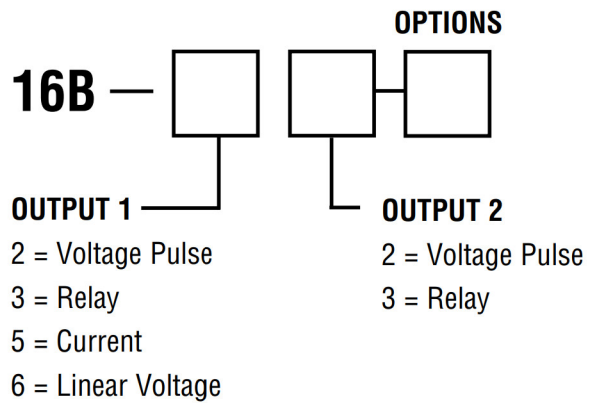 OPTIONS
16B —
OUTPUT 1
2 = Voltage Pulse
3 = Relay
5 = Current
6 = Linear Voltage
OUTPUT 2
2 = Voltage Pulse
3 = Relay